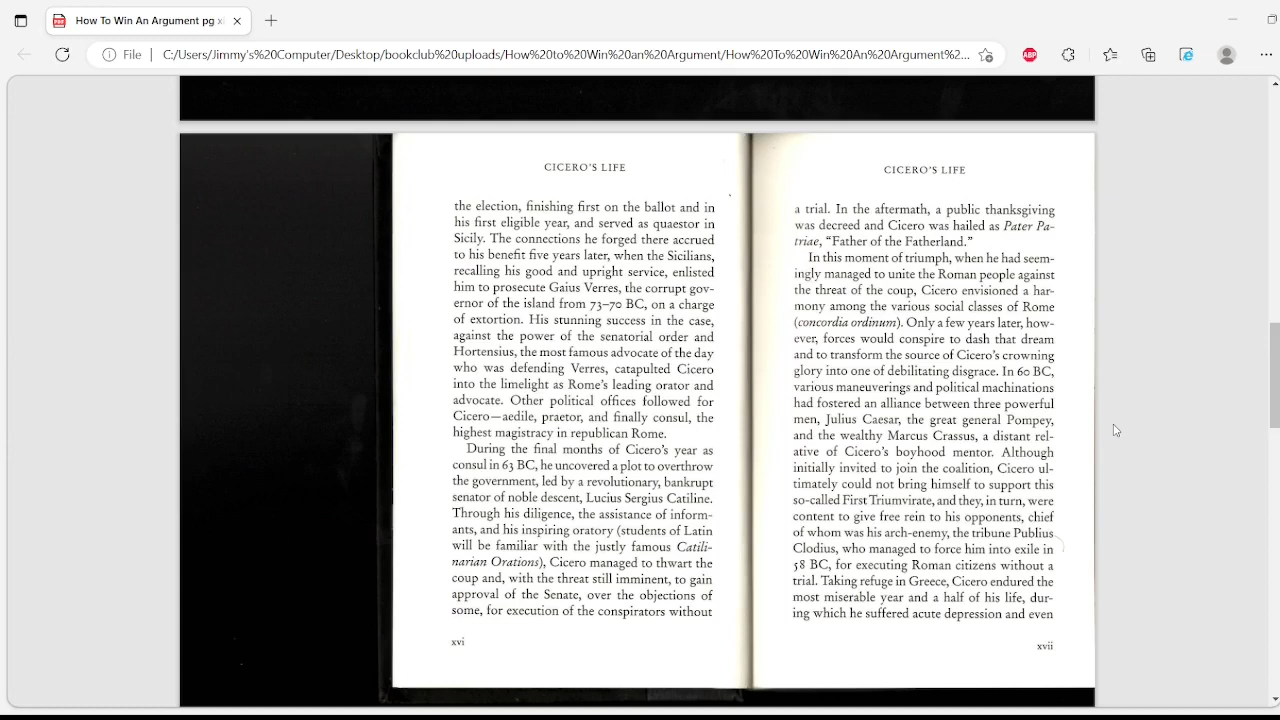 How To Win An Argument pg x
File
C:/Users/Jimmy's%20Computer/Desktop/bookclub%20uploads/How%20to%20Win%20an%20Argument/How%20To%20Win%20An%20Argument%2...
ABP
CICERO'S LIFE
the election, finishing first on the ballot and in
his first eligible year, and served as quaestor in
Sicily. The connections he forged there accrued
to his benefit five years later, when the Sicilians,
recalling his good and upright service, enlisted
him to prosecute Gaius Verres, the corrupt gov-
ernor of the island from 73–70 BC, on a charge
of extortion. His stunning success in the case,
against the power of the senatorial order and
Hortensius, the most famous advocate of the day
who was defending Verres, catapulted Cicero
into the limelight as Rome's leading orator and
advocate. Other political offices followed for
Cicero—aedile, praetor, and finally consul, the
highest magistracy in republican Rome.
During the final months of Cicero's year as
consul in 63 BC, he uncovered a plot to overthrow
the government, led by a revolutionary, bankrupt
senator of noble descent, Lucius Sergius Catiline.
Through his diligence, the assistance of inform-
ants, and his inspiring oratory (students of Latin
will be familiar with the justly famous Catili-
narian Orations), Cicero managed to thwart the
coup and, with the threat still imminent, to gain
approval of the Senate, over the objections of
some, for execution of the conspirators without
xvi
CICERO'S LIFE
a trial. In the aftermath, a public thanksgiving
was decreed and Cicero was hailed as Pater Pa-
triae, "Father of the Fatherland."
In this moment of triumph, when he had seem-
ingly managed to unite the Roman people against
the threat of the coup, Cicero envisioned a har-
mony among the various social classes of Rome
(concordia ordinum). Only a few years later, how-
ever, forces would conspire to dash that dream
and to transform the source of Cicero's crowning
glory into one of debilitating disgrace. In 60 BC,
various maneuverings and political machinations
had fostered an alliance between three powerful
men, Julius Caesar, the great general Pompey,
and the wealthy Marcus Crassus, a distant rel-
ative of Cicero's boyhood mentor. Although
initially invited to join the coalition, Cicero ul-
timately could not bring himself to support this
so-called First Triumvirate, and they, in turn, were
content to give free rein to his opponents, chief
of whom was his arch-enemy, the tribune Publius
Clodius, who managed to force him into exile in
58 BC, for executing Roman citizens without a
trial. Taking refuge in Greece, Cicero endured the
most miserable year and a half of his life, dur-
ing which he suffered acute depression and even
xvii